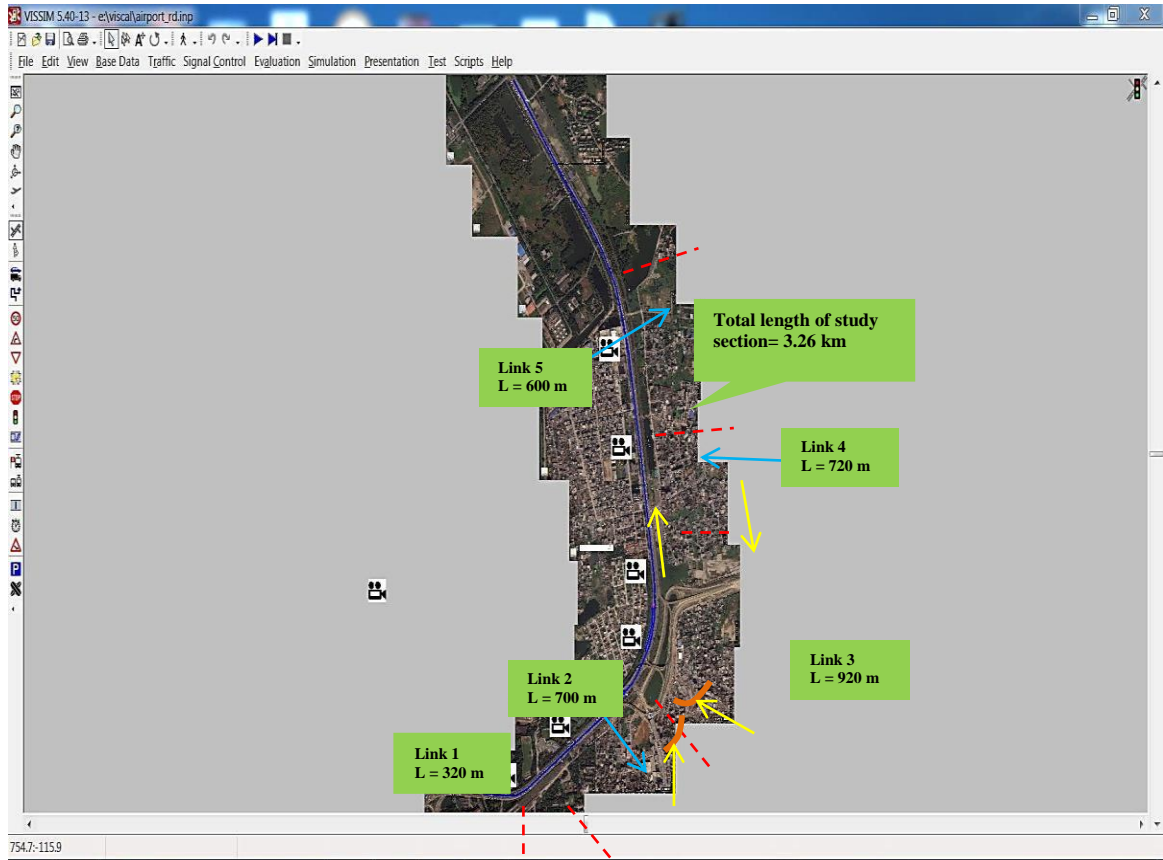 VISSIM 5.40-13 - e:\viscal\airport_rd.inp
File Edit View Base Data Traffic Signal Control Evaluation Simulation Presentation Test Scripts Help
Total length of study
section= 3.26 km
Link 5
L = 600 m
Link 4
L = 720 m
Link 3
L = 920 m
Link 2
L = 700 m
Link 1
L = 320 m
754.7:-115.9